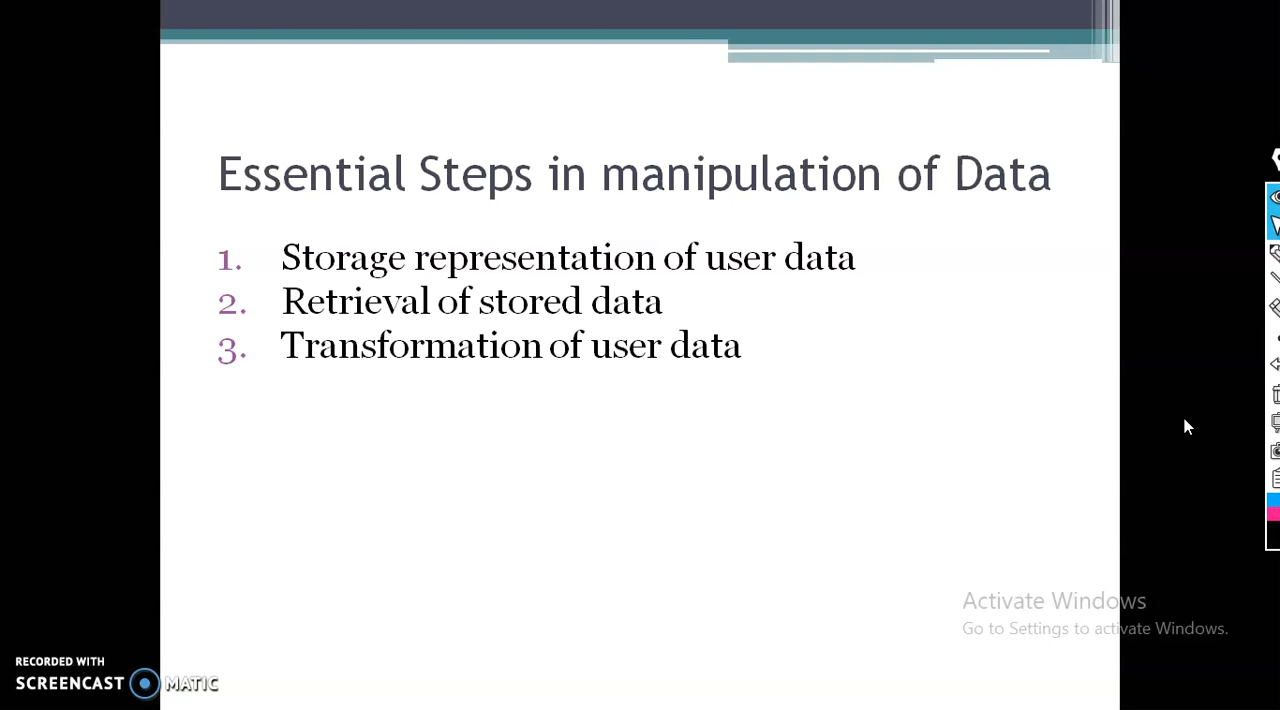 Essential Steps in manipulation of Data
1. Storage representation of user data
2. Retrieval of stored data
3. Transformation of user data
Activate Windows
Go to Settings to activate Windows.
RECORDED WITH
SCREENCAST MATIC